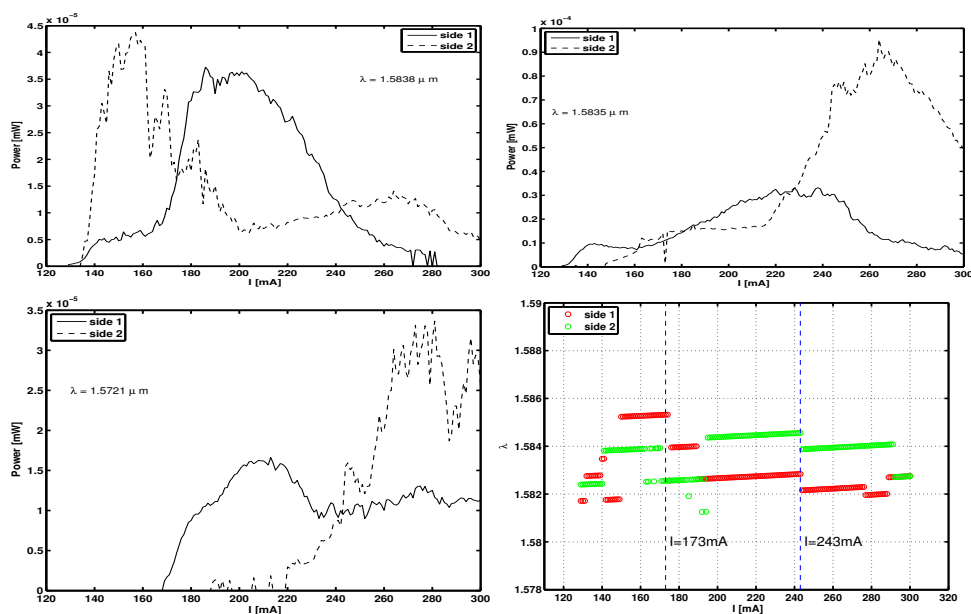 x 10⁻⁵
4.5
4
3.5
3
2.5
2
1.5
1
0.5
0
Power [mW]
side 1
side 2
λ = 1.5838 μ m
120 140 160 180 200 220 240 260 280 300
I [mA]
x 10⁻⁴
1
0.9
0.8
0.7
0.6
0.5
0.4
0.3
0.2
0.1
0
Power [mW]
side 1
side 2
λ = 1.5835 μ m
120 140 160 180 200 220 240 260 280 300
I [mA]
x 10⁻⁵
3.5
3
2.5
2
1.5
1
0.5
0
Power [mW]
side 1
side 2
λ = 1.5721 μ m
120 140 160 180 200 220 240 260 280 300
I [mA]
1.59
1.588
1.586
1.584
1.582
1.58
1.578
λ
side 1
side 2
I=173mA
I=243mA
120 140 160 180 200 220 240 260 280 300 320
I [mA]